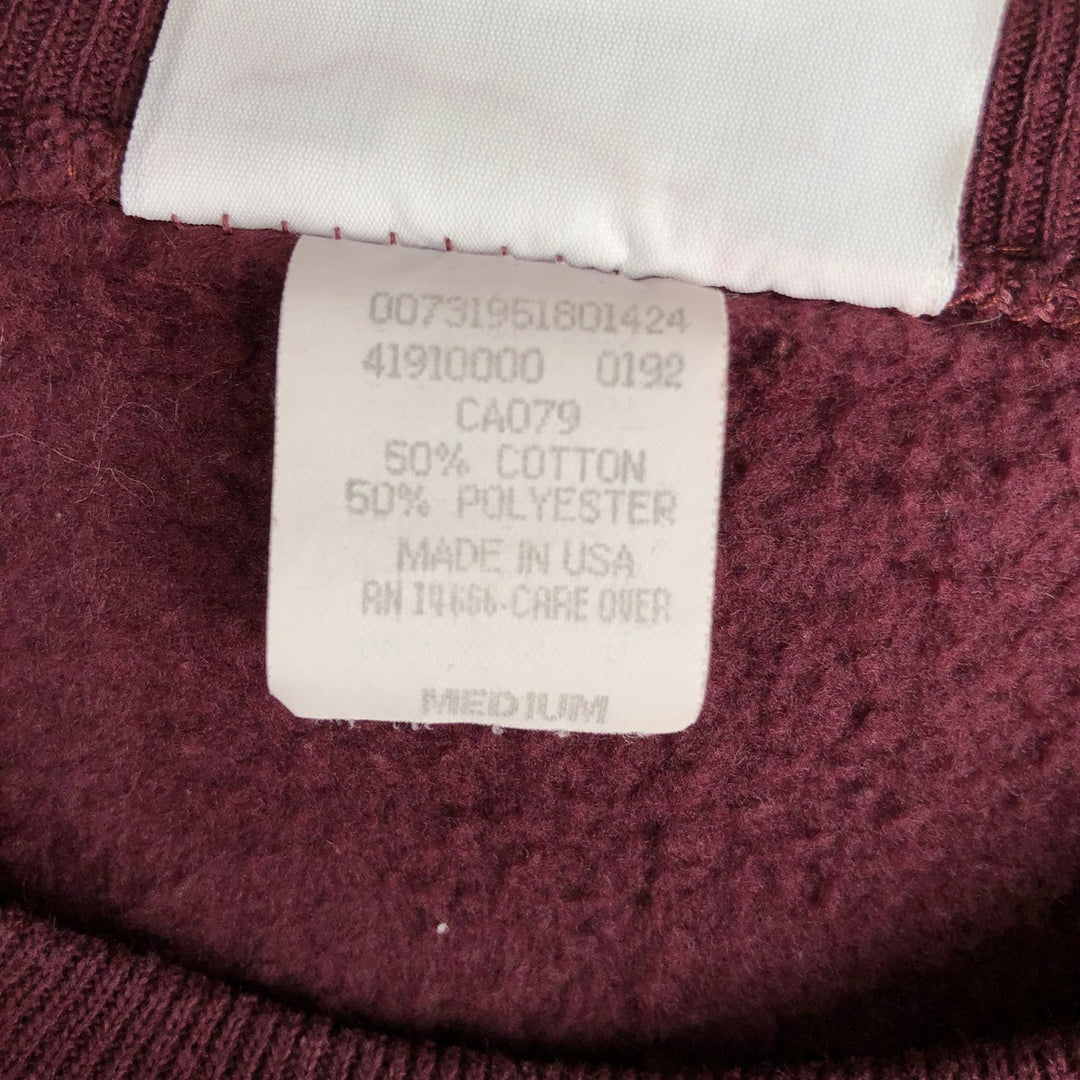 00731951801424
41910000 0192
CA079
50% COTTON
50% POLYESTER
MADE IN USA
RN 14666-CARE OVER
MEDIUM